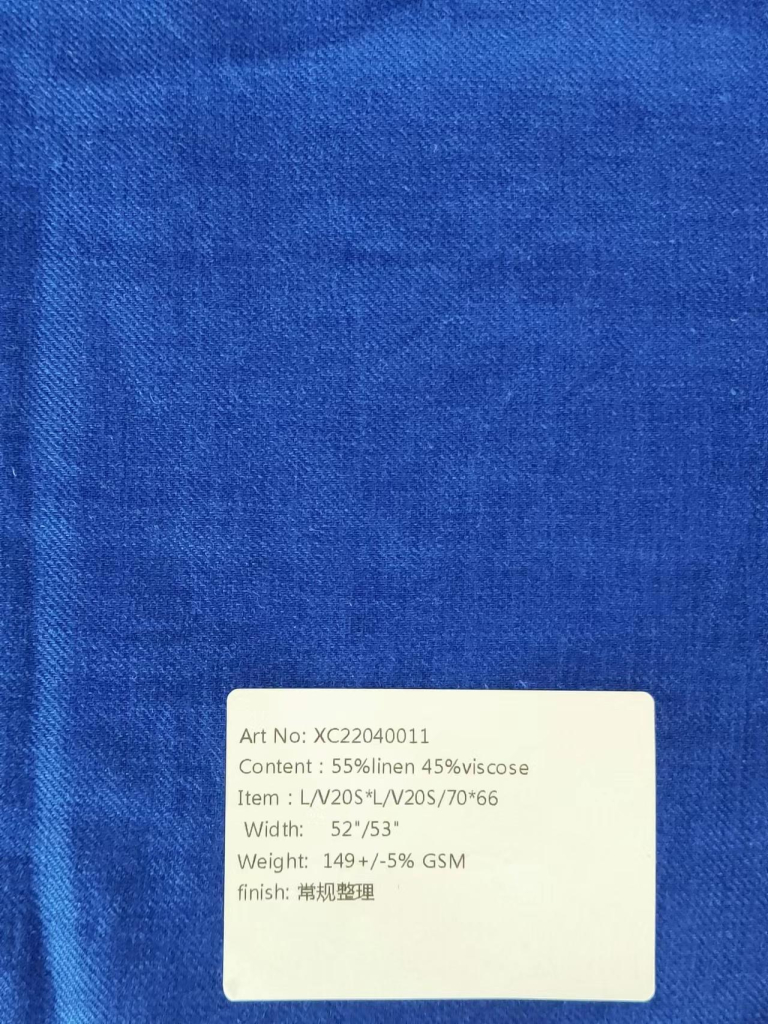 Art No: XC22040011
Content : 55%linen 45%viscose
Item : L/V20S*L/V20S/70*66
Width: 52"/53"
Weight: 149+/-5% GSM
finish: 常规整理